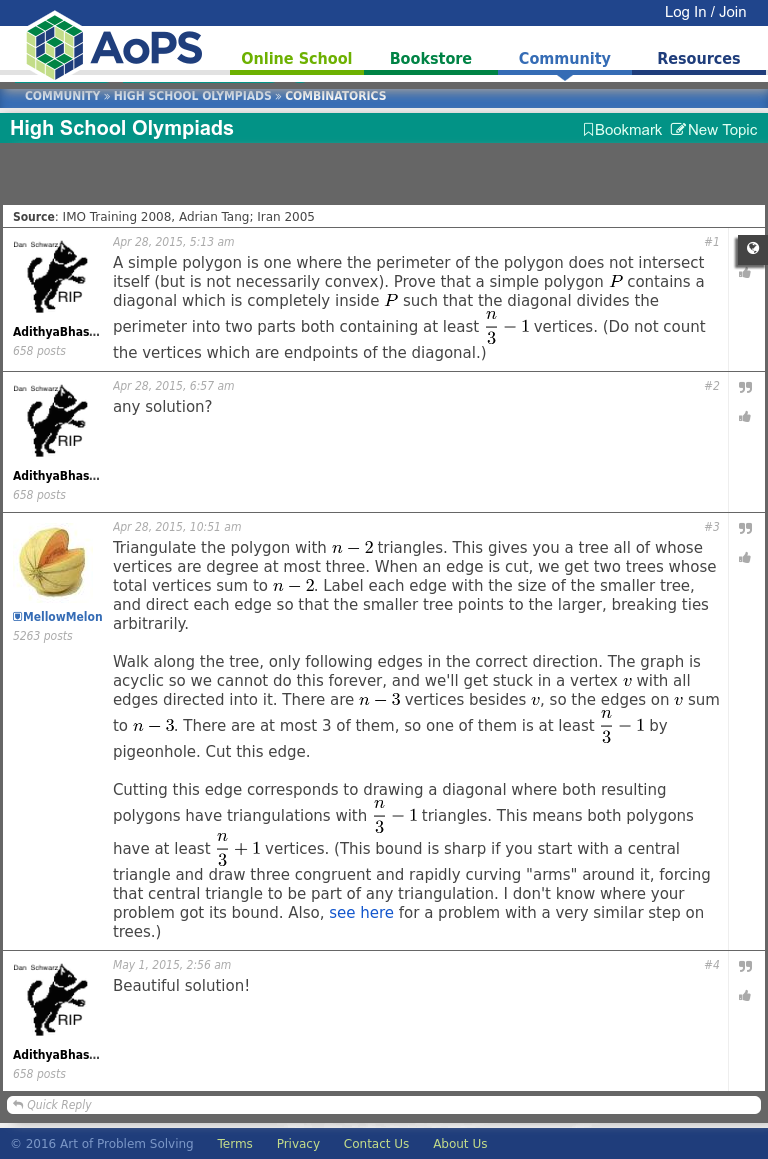 Log In / Join
AoPS
Online School Bookstore Community Resources
COMMUNITY » HIGH SCHOOL OLYMPIADS » COMBINATORICS
High School Olympiads
Bookmark New Topic
Source: IMO Training 2008, Adrian Tang; Iran 2005
Dan Schwarz
RIP
AdithyaBhas...
658 posts
Apr 28, 2015, 5:13 am #1
A simple polygon is one where the perimeter of the polygon does not intersect
itself (but is not necessarily convex). Prove that a simple polygon P contains a
diagonal which is completely inside P such that the diagonal divides the
perimeter into two parts both containing at least n/3 − 1 vertices. (Do not count
the vertices which are endpoints of the diagonal.)
Dan Schwarz
RIP
AdithyaBhas...
658 posts
Apr 28, 2015, 6:57 am #2
any solution?
MellowMelon
5263 posts
Apr 28, 2015, 10:51 am #3
Triangulate the polygon with n − 2 triangles. This gives you a tree all of whose
vertices are degree at most three. When an edge is cut, we get two trees whose
total vertices sum to n − 2. Label each edge with the size of the smaller tree,
and direct each edge so that the smaller tree points to the larger, breaking ties
arbitrarily.
Walk along the tree, only following edges in the correct direction. The graph is
acyclic so we cannot do this forever, and we'll get stuck in a vertex v with all
edges directed into it. There are n − 3 vertices besides v, so the edges on v sum
to n − 3. There are at most 3 of them, so one of them is at least n/3 − 1 by
pigeonhole. Cut this edge.
Cutting this edge corresponds to drawing a diagonal where both resulting
polygons have triangulations with n/3 − 1 triangles. This means both polygons
have at least n/3 + 1 vertices. (This bound is sharp if you start with a central
triangle and draw three congruent and rapidly curving "arms" around it, forcing
that central triangle to be part of any triangulation. I don't know where your
problem got its bound. Also, see here for a problem with a very similar step on
trees.)
Dan Schwarz
RIP
AdithyaBhas...
658 posts
May 1, 2015, 2:56 am #4
Beautiful solution!
Quick Reply
© 2016 Art of Problem Solving Terms Privacy Contact Us About Us